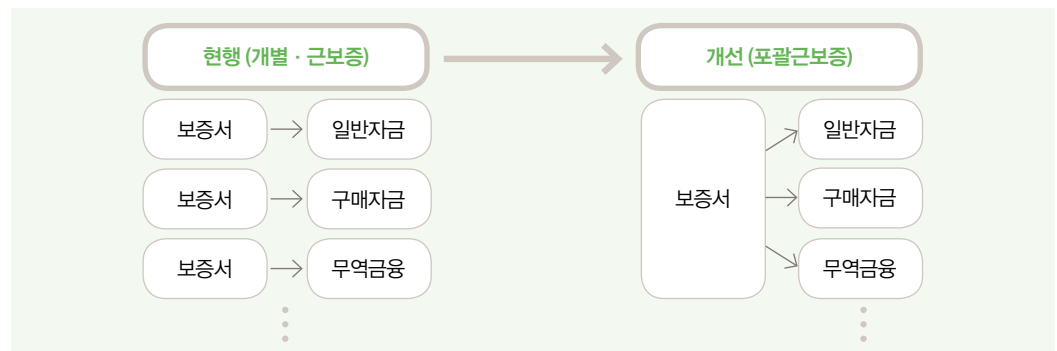 현행 (개별 · 근보증)
개선 (포괄근보증)
보증서
일반자금
보증서
구매자금
보증서
무역금융
보증서
일반자금
구매자금
무역금융